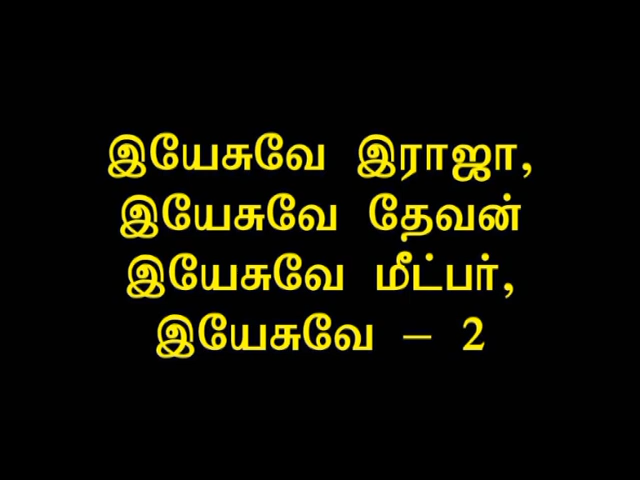 இயேசுவே இராஜா,
இயேசுவே தேவன்
இயேசுவே மீட்பர்,
இயேசுவே – 2